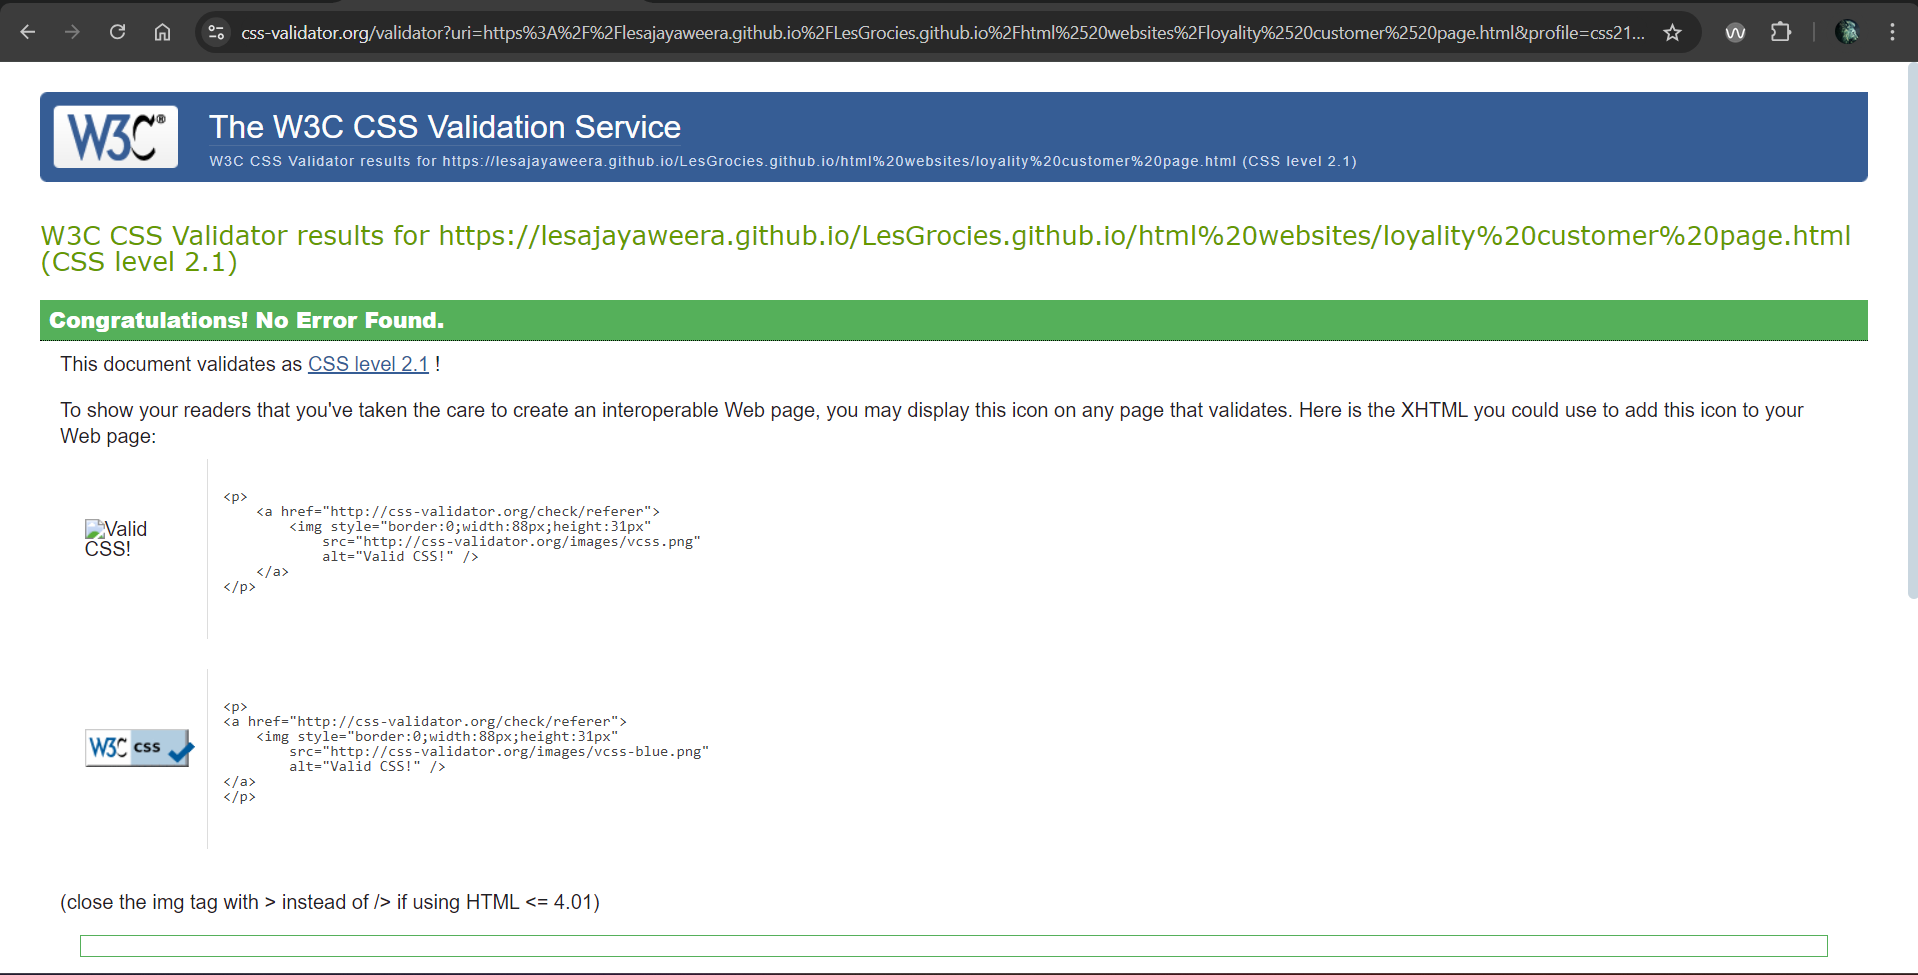 css-validator.org/validator?uri=https%3A%2F%2Flesajayaweera.github.io%2FLesGrocies.github.io%2Fhtml%2520websites%2Floyality%2520customer%2520page.html&profile=css21...
W3C®
The W3C CSS Validation Service
W3C CSS Validator results for https://lesajayaweera.github.io/LesGrocies.github.io/html%20websites/loyality%20customer%20page.html (CSS level 2.1)
W3C CSS Validator results for https://lesajayaweera.github.io/LesGrocies.github.io/html%20websites/loyality%20customer%20page.html
(CSS level 2.1)
Congratulations! No Error Found.
This document validates as CSS level 2.1 !
To show your readers that you've taken the care to create an interoperable Web page, you may display this icon on any page that validates. Here is the XHTML you could use to add this icon to your
Web page:
Valid
CSS!
<p>
<a href="http://css-validator.org/check/referer">
<img style="border:0;width:88px;height:31px"
src="http://css-validator.org/images/vcss.png"
alt="Valid CSS!" />
</a>
</p>
W3C css
<p>
<a href="http://css-validator.org/check/referer">
<img style="border:0;width:88px;height:31px"
src="http://css-validator.org/images/vcss-blue.png"
alt="Valid CSS!" />
</a>
</p>
(close the img tag with > instead of /> if using HTML <= 4.01)